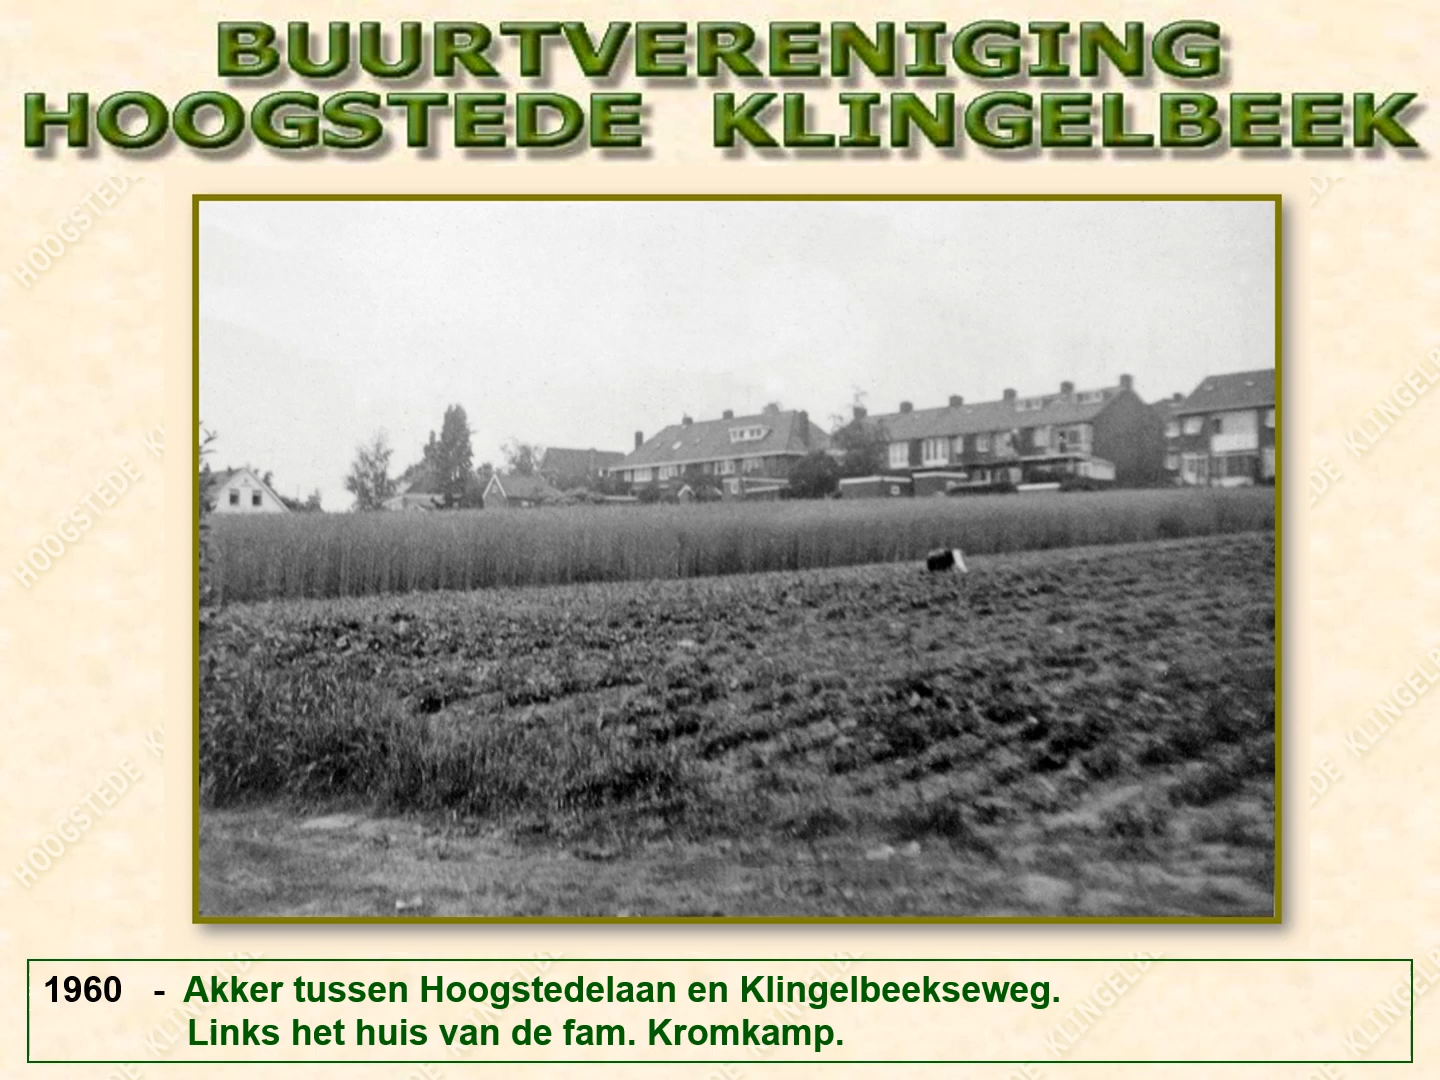 BUURTVERENIGING
HOOGSTEDE KLINGELBEEK
1960 - Akker tussen Hoogstedelaan en Klingelbeekseweg.
Links het huis van de fam. Kromkamp.